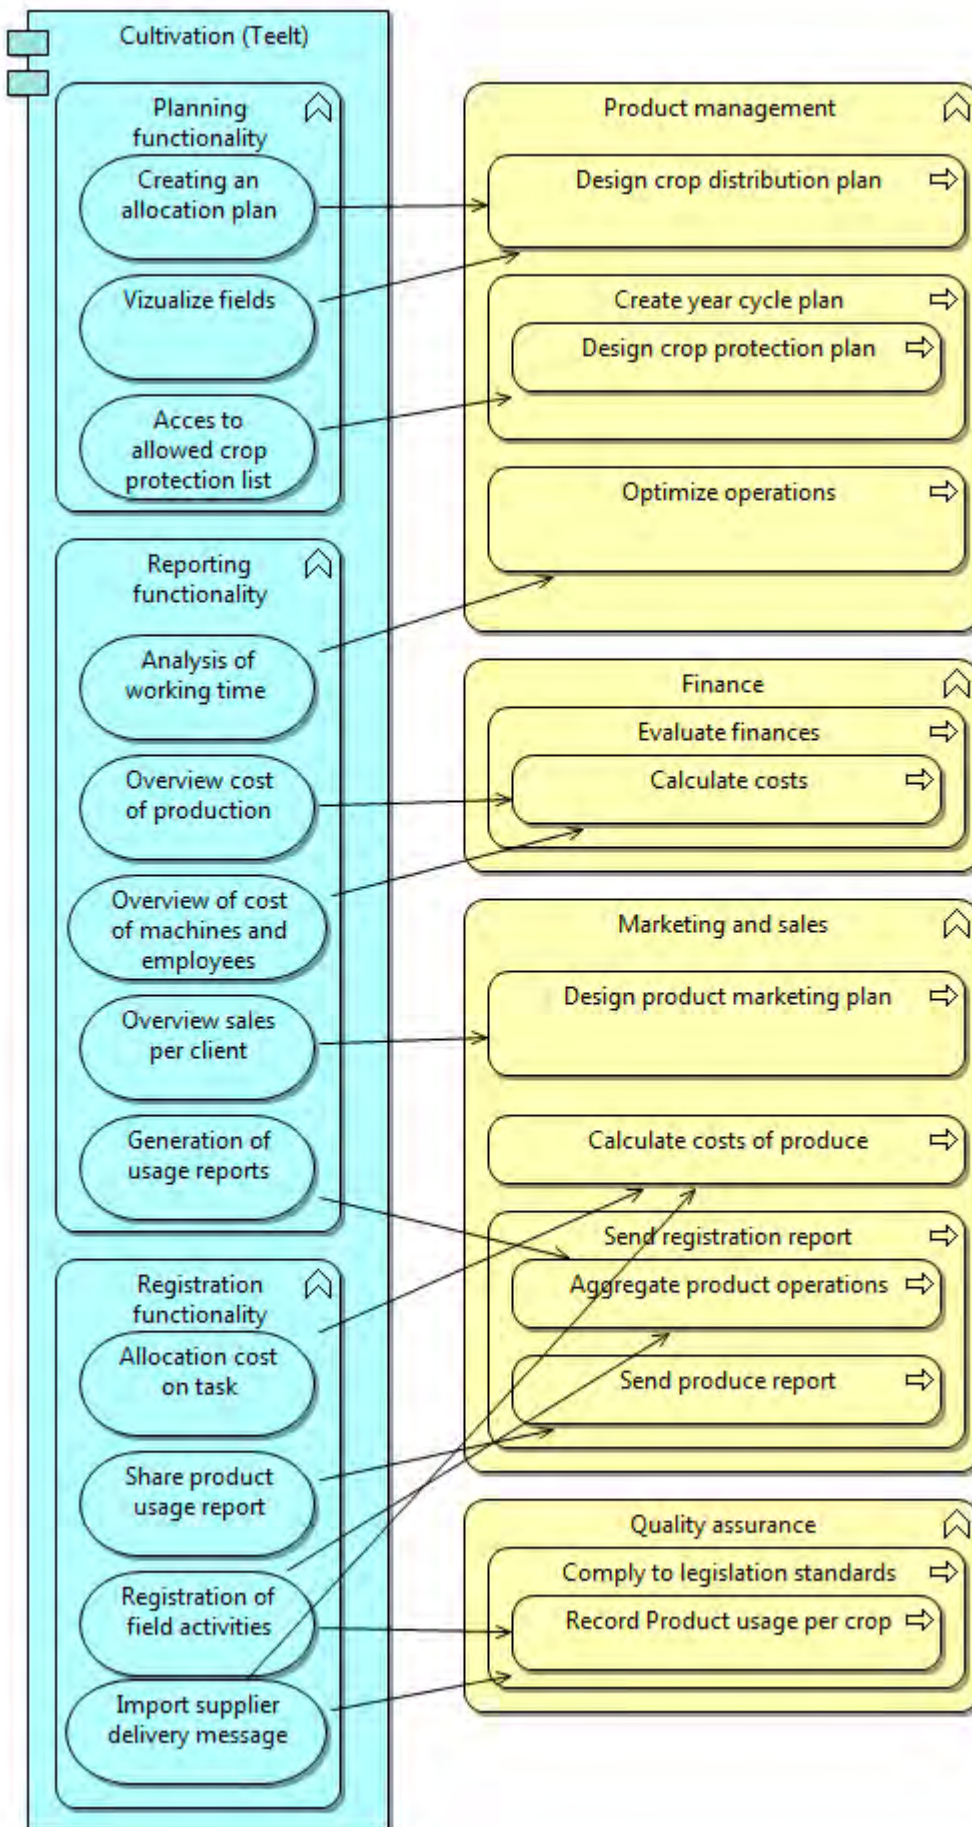 Cultivation (Teelt)
Planning
functionality
Creating an
allocation plan
Vizualize fields
Acces to
allowed crop
protection list
Reporting
functionality
Analysis of
working time
Overview cost
of production
Overview of cost
of machines and
employees
Overview sales
per client
Generation of
usage reports
Registration
functionality
Allocation cost
on task
Share product
usage report
Registration of
field activities
Import supplier
delivery message
Product management
Design crop distribution plan
Create year cycle plan
Design crop protection plan
Optimize operations
Finance
Evaluate finances
Calculate costs
Marketing and sales
Design product marketing plan
Calculate costs of produce
Send registration report
Aggregate product operations
Send produce report
Quality assurance
Comply to legislation standards
Record Product usage per crop